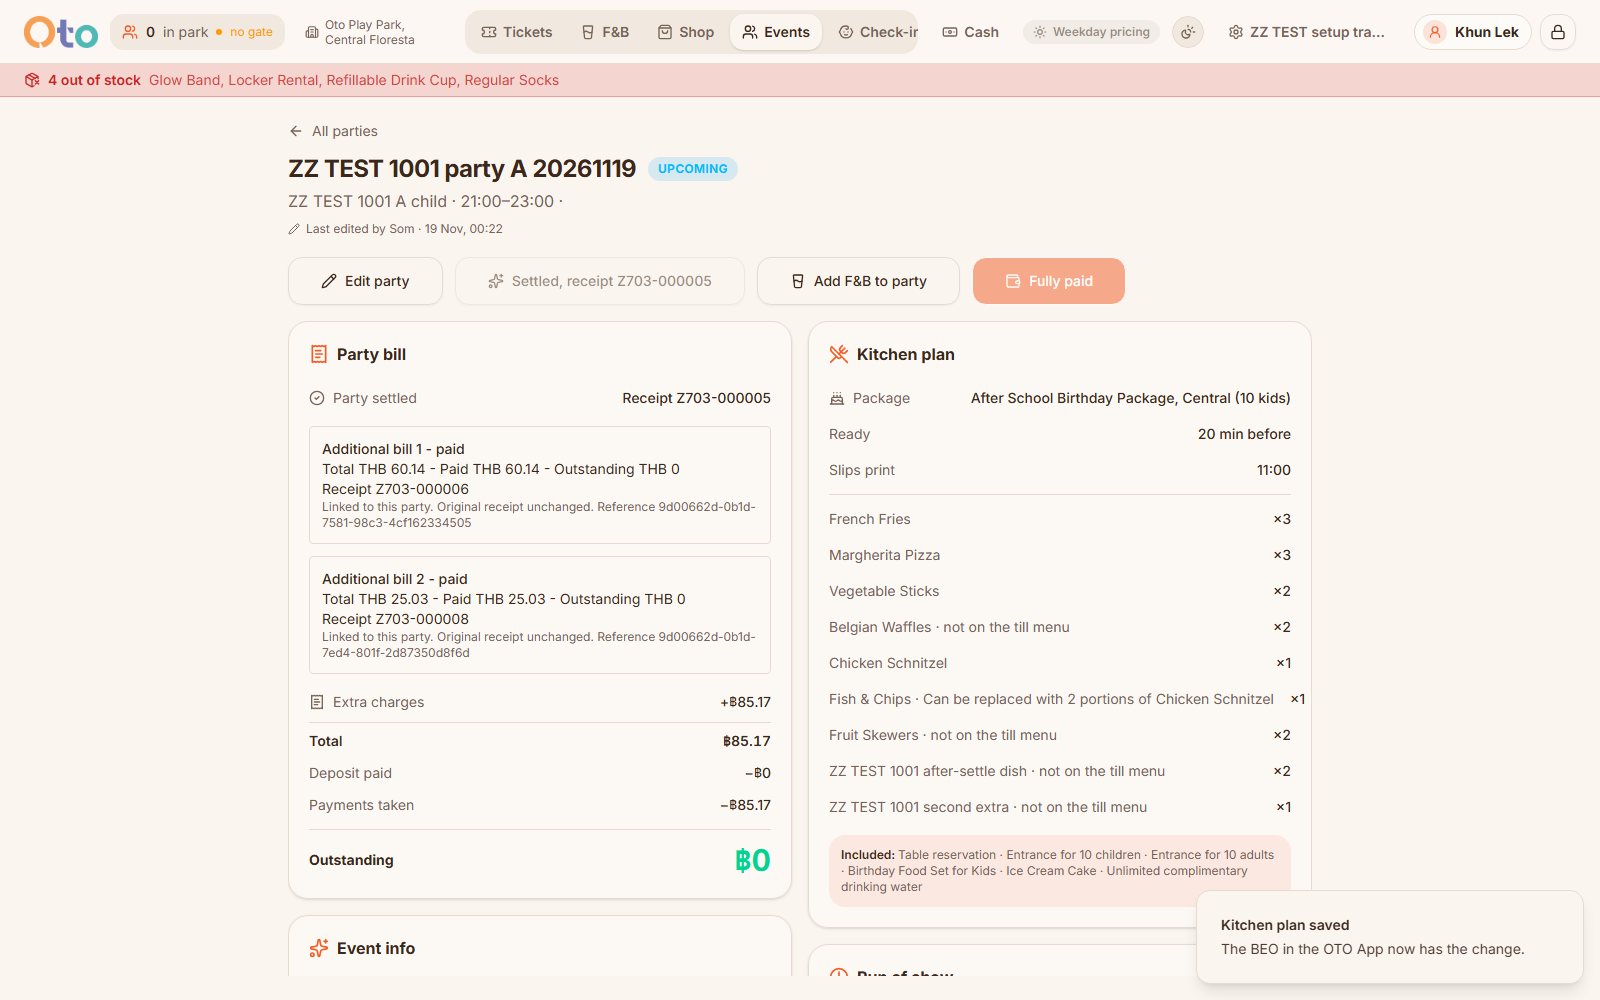 Oto
0 in park • no gate
Oto Play Park,
Central Floresta
Tickets
F&B
Shop
Events
Check-in
Cash
Weekday pricing
ZZ TEST setup tra...
Khun Lek
4 out of stock Glow Band, Locker Rental, Refillable Drink Cup, Regular Socks
All parties
ZZ TEST 1001 party A 20261119 UPCOMING
ZZ TEST 1001 A child · 21:00–23:00 ·
Last edited by Som · 19 Nov, 00:22
Edit party
Settled, receipt Z703-000005
Add F&B to party
Fully paid
Party bill
Party settled Receipt Z703-000005
Additional bill 1 - paid
Total THB 60.14 - Paid THB 60.14 - Outstanding THB 0
Receipt Z703-000006
Linked to this party. Original receipt unchanged. Reference 9d00662d-0b1d-
7581-98c3-4cf162334505
Additional bill 2 - paid
Total THB 25.03 - Paid THB 25.03 - Outstanding THB 0
Receipt Z703-000008
Linked to this party. Original receipt unchanged. Reference 9d00662d-0b1d-
7ed4-801f-2d87350d8f6d
Extra charges +฿85.17
Total ฿85.17
Deposit paid –฿0
Payments taken –฿85.17
Outstanding ฿0
Event info
Kitchen plan
Package After School Birthday Package, Central (10 kids)
Ready 20 min before
Slips print 11:00
French Fries ×3
Margherita Pizza ×3
Vegetable Sticks ×2
Belgian Waffles · not on the till menu ×2
Chicken Schnitzel ×1
Fish & Chips · Can be replaced with 2 portions of Chicken Schnitzel ×1
Fruit Skewers · not on the till menu ×2
ZZ TEST 1001 after-settle dish · not on the till menu ×2
ZZ TEST 1001 second extra · not on the till menu ×1
Included: Table reservation · Entrance for 10 children · Entrance for 10 adults
· Birthday Food Set for Kids · Ice Cream Cake · Unlimited complimentary
drinking water
Run of show
Kitchen plan saved
The BEO in the OTO App now has the change.